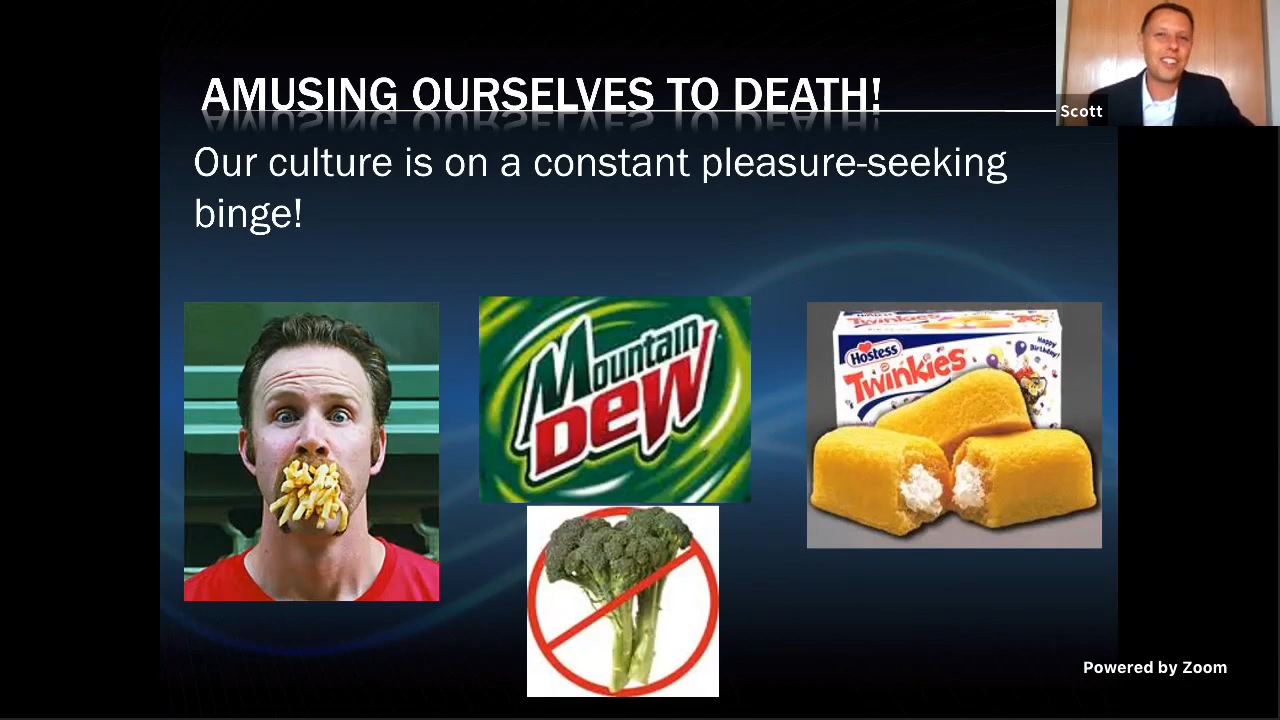 AMUSING OURSELVES TO DEATH!
Scott
Our culture is on a constant pleasure-seeking
binge!
Mountain
Dew
Twinkies
Hostess
Twinkies
Happy
Birthday!
Powered by Zoom